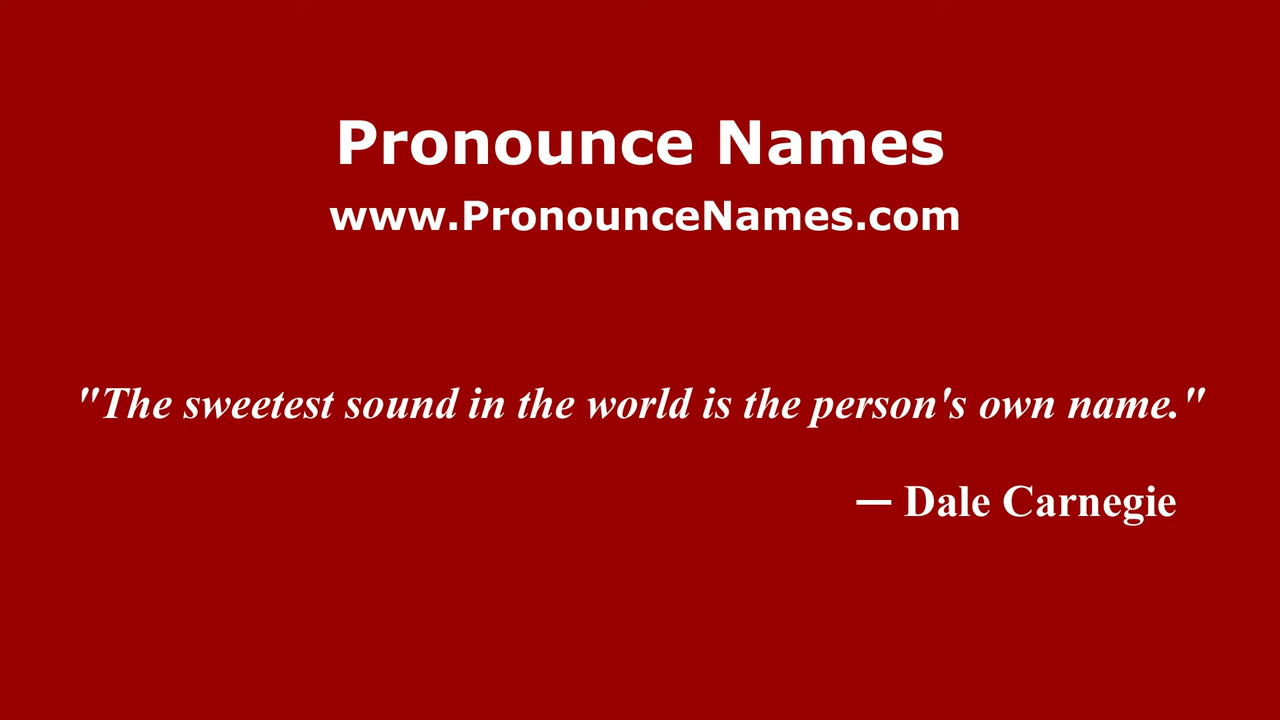 Pronounce Names
www.PronounceNames.com
"The sweetest sound in the world is the person's own name."
— Dale Carnegie